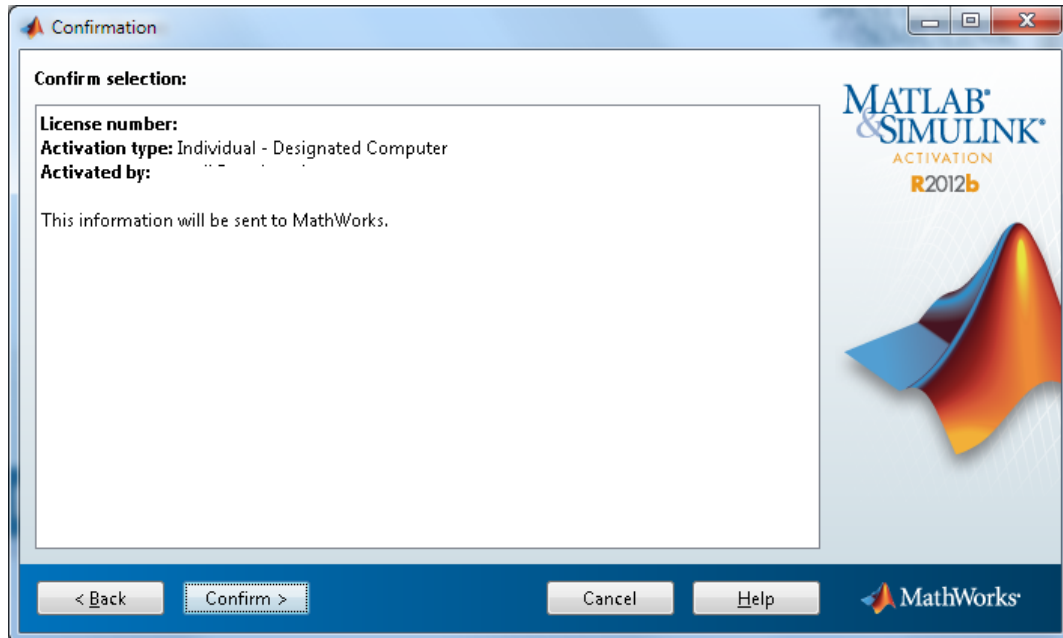 Confirmation
Confirm selection:
License number:
Activation type: Individual - Designated Computer
Activated by:
This information will be sent to MathWorks.
MATLAB®
&SIMULINK®
ACTIVATION
R2012b
< Back
Confirm >
Cancel
Help
MathWorks®